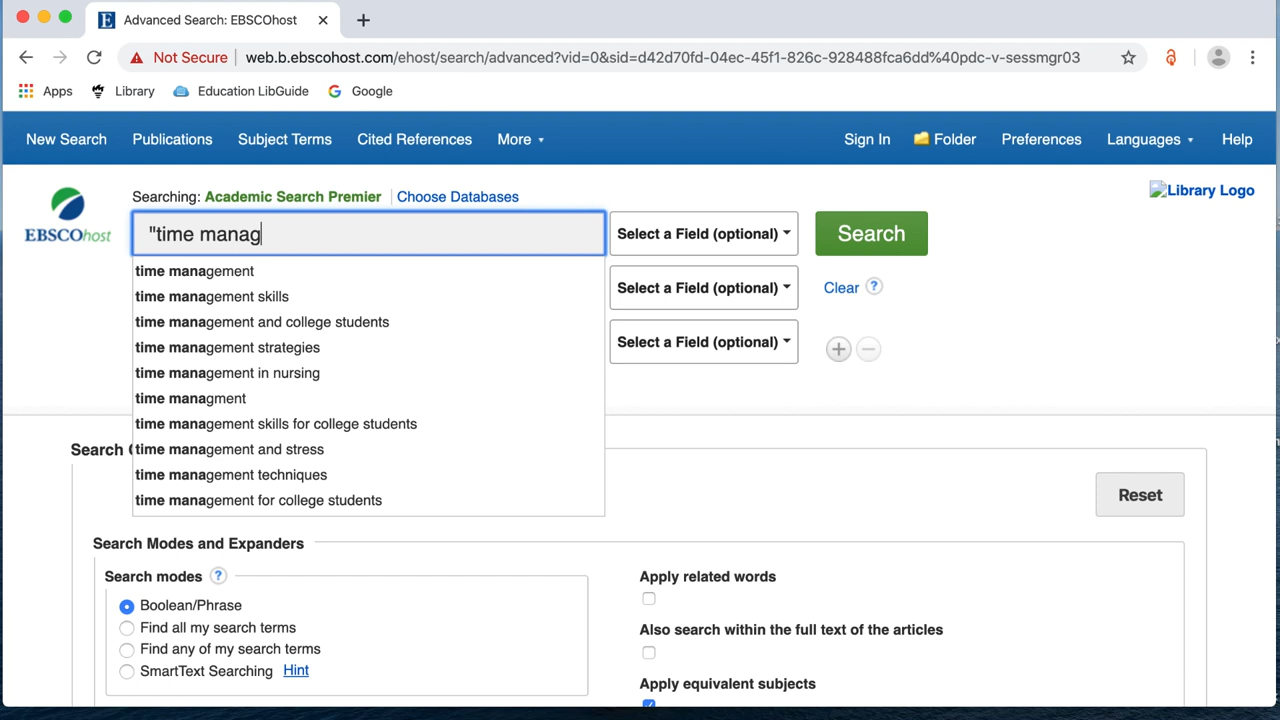 Advanced Search: EBSCOhost
Not Secure web.b.ebscohost.com/ehost/search/advanced?vid=0&sid=d42d70fd-04ec-45f1-826c-928488fca6dd%40pdc-v-sessmgr03
Apps Library Education LibGuide Google
New Search Publications Subject Terms Cited References More Sign In Folder Preferences Languages Help
Searching: Academic Search Premier Choose Databases
Library Logo
EBSCOhost
"time manag
Select a Field (optional) Search
time management
time management skills
Select a Field (optional) Clear ?
time management and college students
time management strategies
Select a Field (optional)
time management in nursing
time managment
time management skills for college students
Search
time management and stress
time management techniques
time management for college students
Reset
Search Modes and Expanders
Search modes ?
Boolean/Phrase
Find all my search terms
Find any of my search terms
SmartText Searching Hint
Apply related words
Also search within the full text of the articles
Apply equivalent subjects